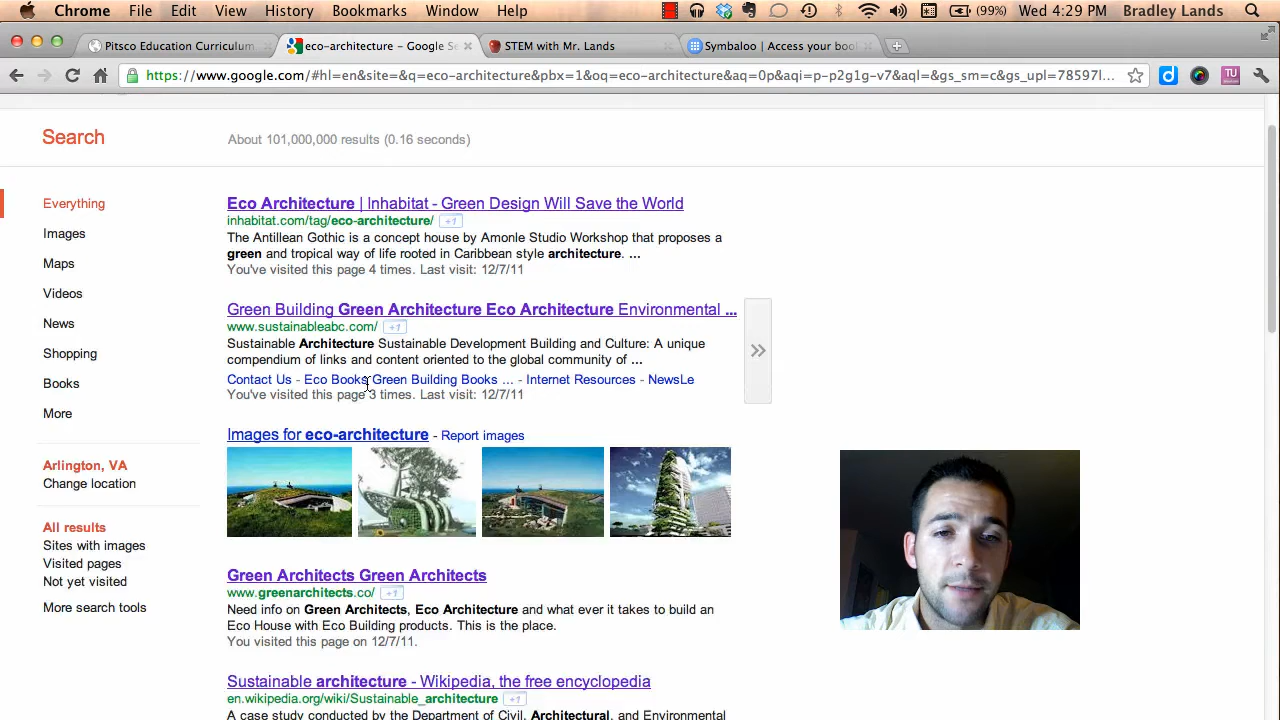 Chrome File Edit View History Bookmarks Window Help (99%) Wed 4:29 PM Bradley Lands
Pitsco Education Curriculum eco-architecture – Google Se STEM with Mr. Lands Symbaloo | Access your boo
https://www.google.com/#hl=en&site=&q=eco-architecture&pbx=1&oq=eco-architecture&aq=0p&aqi=p-p2g1g-v7&aql=&gs_sm=c&gs_upl=78597l...
Search
About 101,000,000 results (0.16 seconds)
Everything
Images
Maps
Videos
News
Shopping
Books
More
Arlington, VA
Change location
All results
Sites with images
Visited pages
Not yet visited
More search tools
Eco Architecture | Inhabitat - Green Design Will Save the World
inhabitat.com/tag/eco-architecture/ +1
The Antillean Gothic is a concept house by Amonle Studio Workshop that proposes a
green and tropical way of life rooted in Caribbean style architecture. ...
You've visited this page 4 times. Last visit: 12/7/11
Green Building Green Architecture Eco Architecture Environmental ...
www.sustainableabc.com/ +1
Sustainable Architecture Sustainable Development Building and Culture: A unique
compendium of links and content oriented to the global community of ...
Contact Us - Eco Books Green Building Books ... - Internet Resources - NewsLe
You've visited this page 3 times. Last visit: 12/7/11
Images for eco-architecture - Report images
Green Architects Green Architects
www.greenarchitects.co/ +1
Need info on Green Architects, Eco Architecture and what ever it takes to build an
Eco House with Eco Building products. This is the place.
You visited this page on 12/7/11.
Sustainable architecture - Wikipedia, the free encyclopedia
en.wikipedia.org/wiki/Sustainable_architecture +1
A case study conducted by the Department of Civil, Architectural, and Environmental